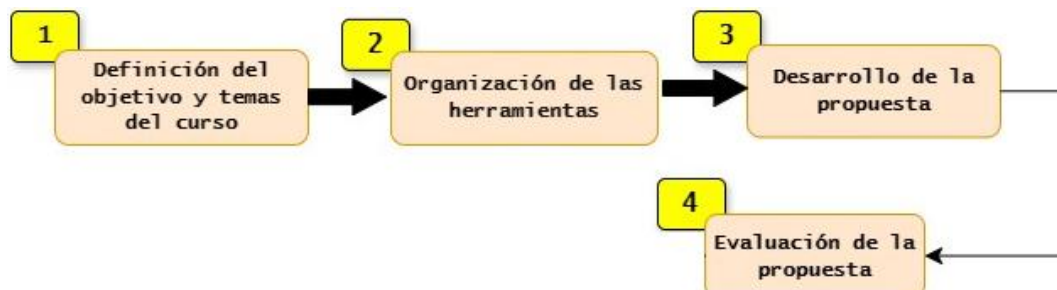 1
Definición del
objetivo y temas
del curso
2
Organización de las
herramientas
3
Desarrollo de la
propuesta
4
Evaluación de la
propuesta